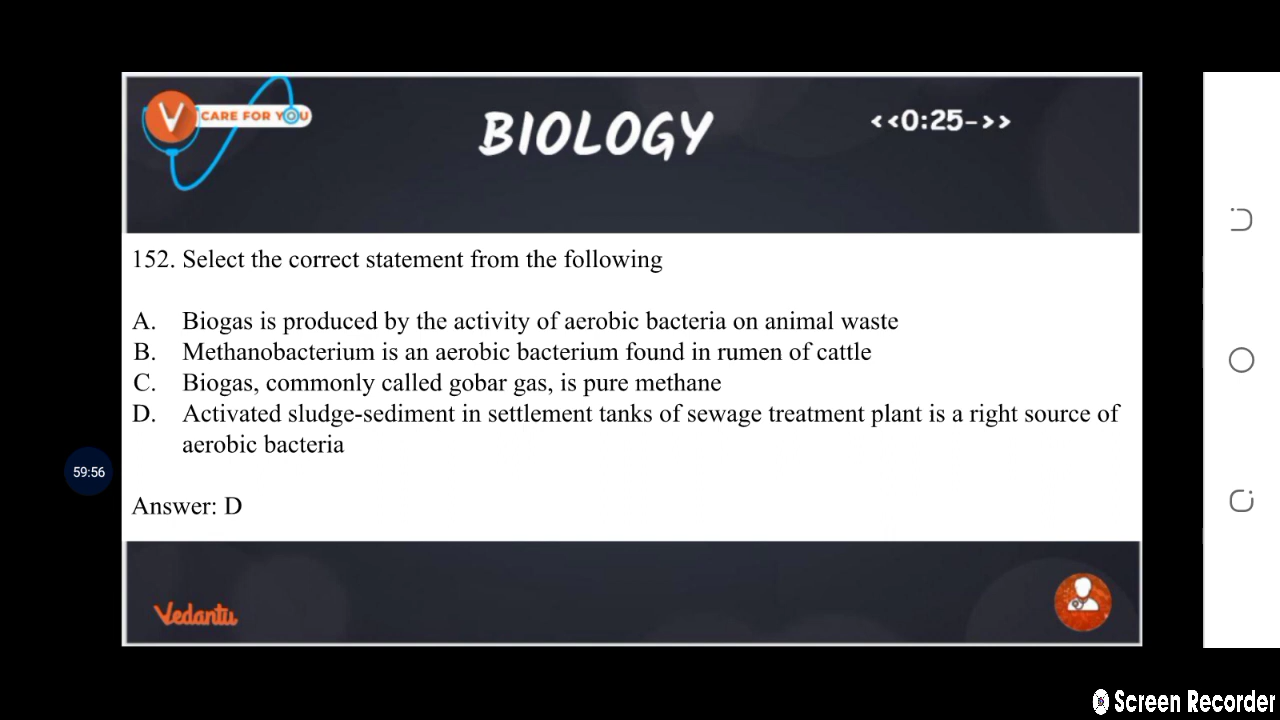 V CARE FOR YOU
BIOLOGY
<<0:25->>
152. Select the correct statement from the following
A. Biogas is produced by the activity of aerobic bacteria on animal waste
B. Methanobacterium is an aerobic bacterium found in rumen of cattle
C. Biogas, commonly called gobar gas, is pure methane
D. Activated sludge-sediment in settlement tanks of sewage treatment plant is a right source of
aerobic bacteria
59:56
Answer: D
Vedantu
Screen Recorder